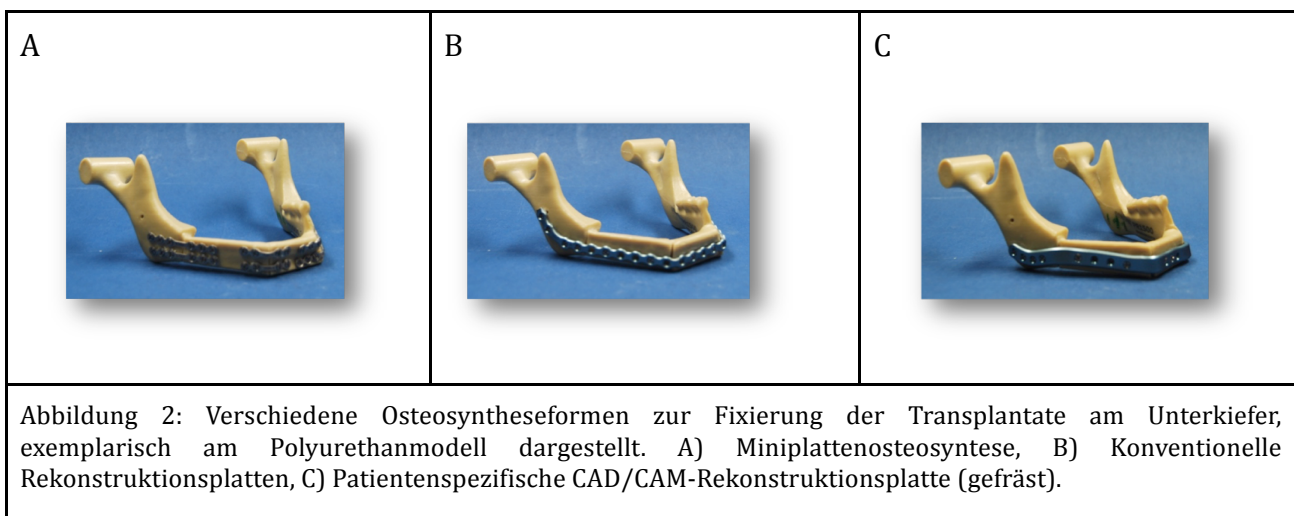 A
B
C
Abbildung 2: Verschiedene Osteosyntheseformen zur Fixierung der Transplantate am Unterkiefer,
exemplarisch am Polyurethanmodell dargestellt. A) Miniplattenosteosyntese, B) Konventionelle
Rekonstruktionsplatten, C) Patientenspezifische CAD/CAM-Rekonstruktionsplatte (gefräst).